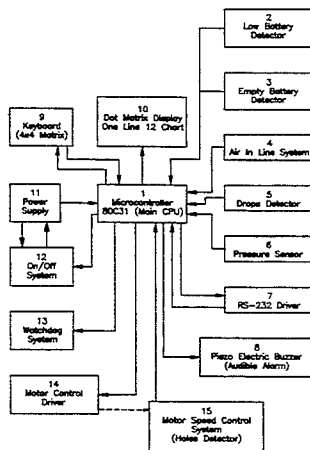 2
Low Battery
Detector
3
Empty Battery
Detector
9
Keyboard
(4x4 Matrix)
10
Dot Matrix Display
One Line 12 Chart
4
Air In Line System
1
Microcontroller
80C31 (Main CPU)
5
Drops Detector
11
Power
Supply
6
Pressure Sensor
12
On/Off
System
7
RS-232 Driver
13
Watchdog
System
8
Piezo Electric Buzzer
(Audible Alarm)
14
Motor Control
Driver
15
Motor Speed Control
System
(Holes Detector)